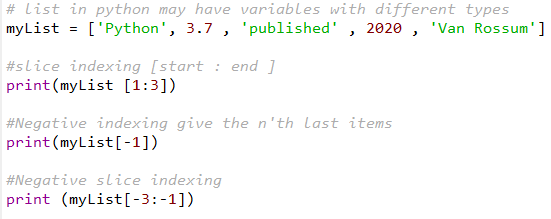 # list in python may have variables with different types
myList = ['Python', 3.7 , 'published' , 2020 , 'Van Rossum']
#slice indexing [start : end ]
print(myList [1:3])
#Negative indexing give the n'th last items
print(myList[-1])
#Negative slice indexing
print (myList[-3:-1])